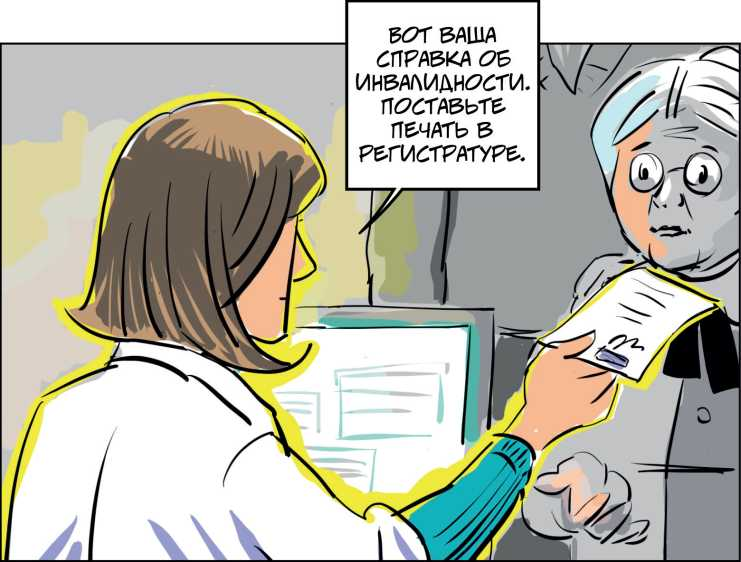 ВОТ ВАША
СПРАВКА ОБ
ИНВАЛИДНОСТИ.
ПОСТАВЬТЕ
ПЕЧАТЬ В
РЕГИСТРАТУРЕ.